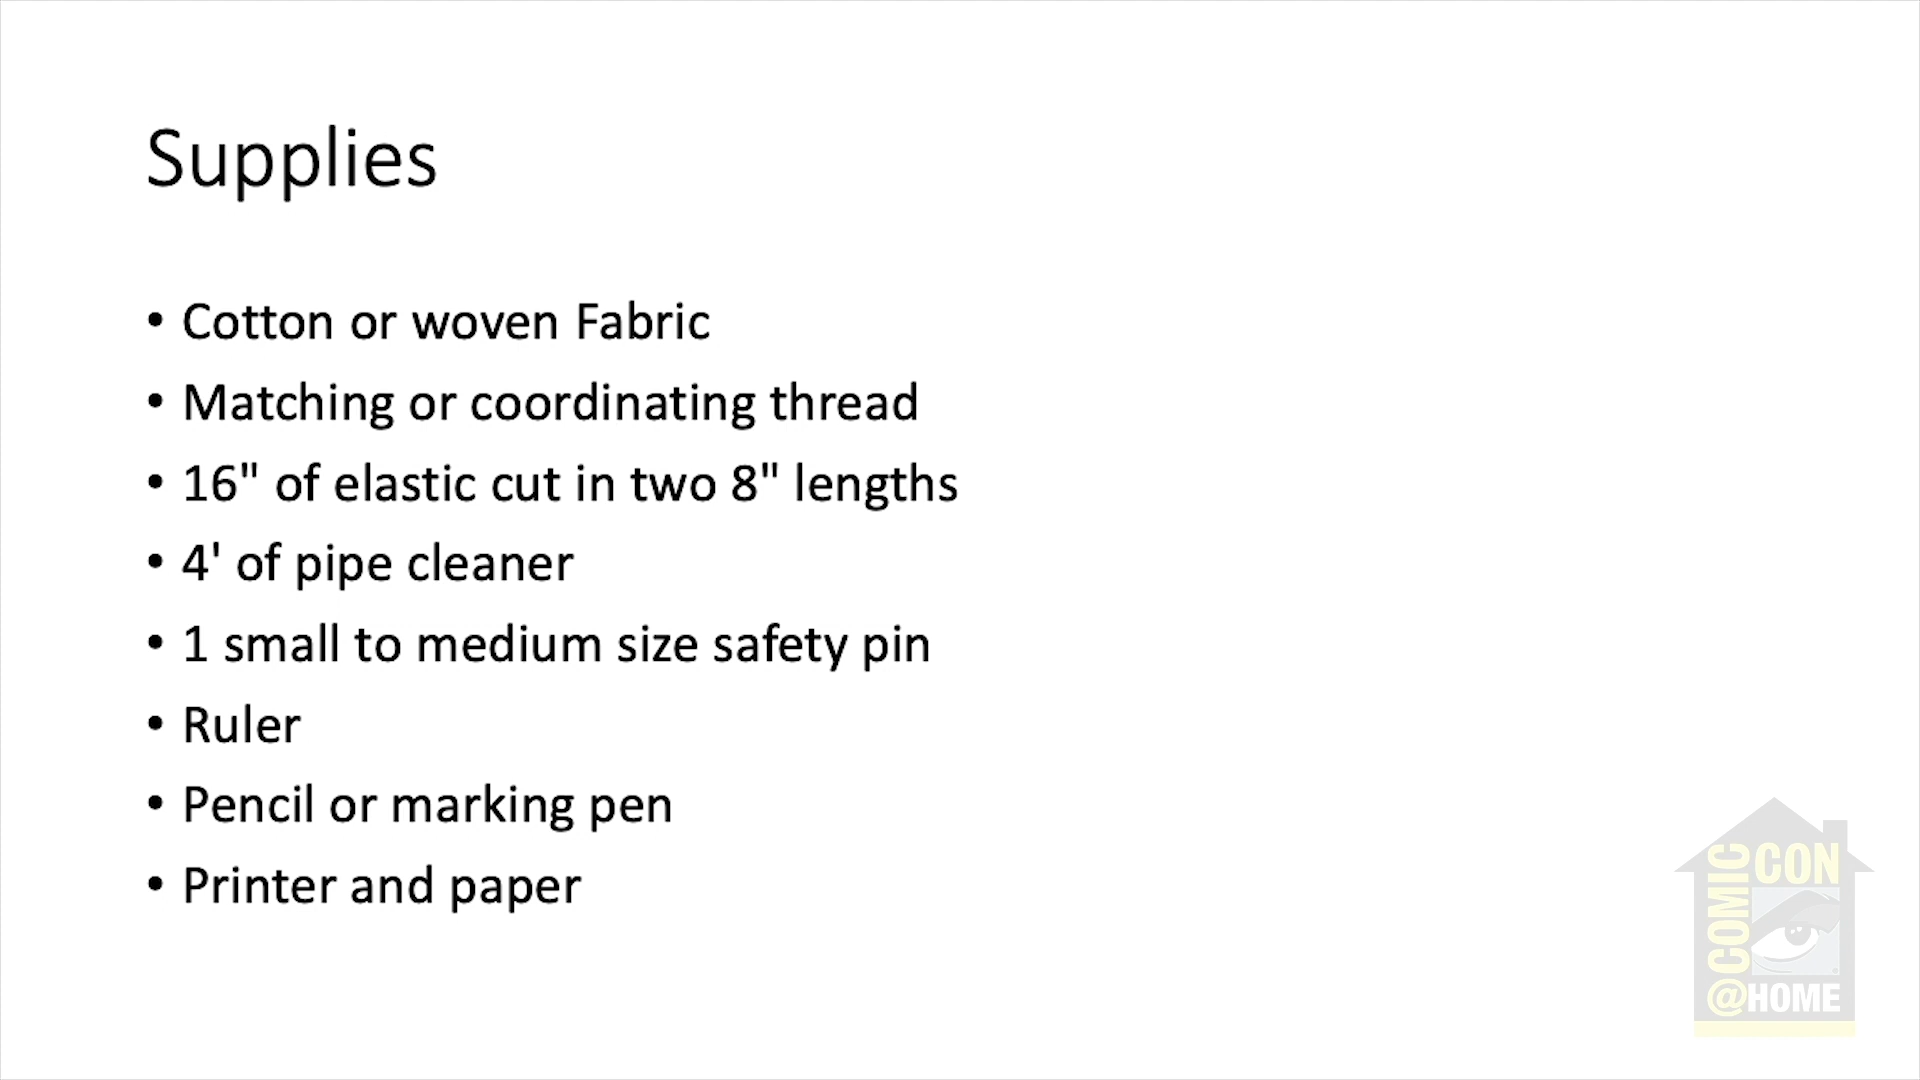 Supplies
• Cotton or woven Fabric
• Matching or coordinating thread
• 16" of elastic cut in two 8" lengths
• 4' of pipe cleaner
• 1 small to medium size safety pin
• Ruler
• Pencil or marking pen
• Printer and paper
COMIC
CON
@HOME